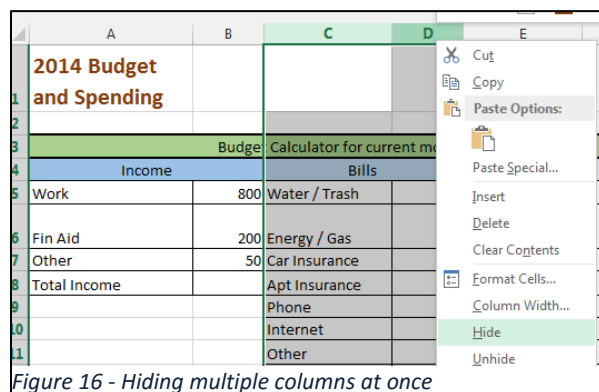 A B C D E
2014 Budget
and Spending
1
2
3 Budget Calculator for current mo
4 Income Bills
5 Work 800 Water / Trash
6 Fin Aid 200 Energy / Gas
7 Other 50 Car Insurance
8 Total Income Apt Insurance
9 Phone
10 Internet
11 Other
Cut
Copy
Paste Options:
Paste Special...
Insert
Delete
Clear Contents
Format Cells...
Column Width...
Hide
Unhide
Figure 16 - Hiding multiple columns at once